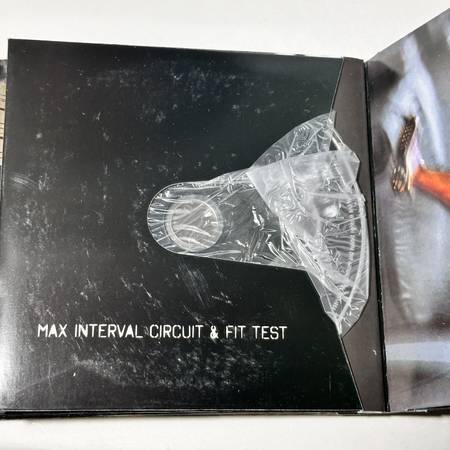 MAX INTERVAL CIRCUIT & FIT TEST